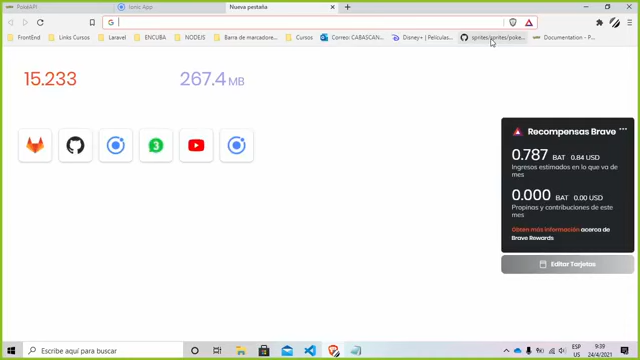 PokéAPI
Ionic App
Nueva pestaña
FrontEnd
Links Cursos
Laravel
ENCUBA
NODEJS
Barra de marcadore...
Cursos
Correo: CABASCAN...
Disney+ | Películas...
sprites/sprites/poke...
Documentation - P...
15.233
267.4 MB
3
Recompensas Brave
0.787 BAT 0.84 USD
Ingresos estimados en lo que va de
mes
0.000 BAT 0.00 USD
Propinas y contribuciones de este
mes
Obten más información acerca de
Brave Rewards
Editar Tarjetas
Escribe aquí para buscar
ESP
US
9:39
24/4/2021